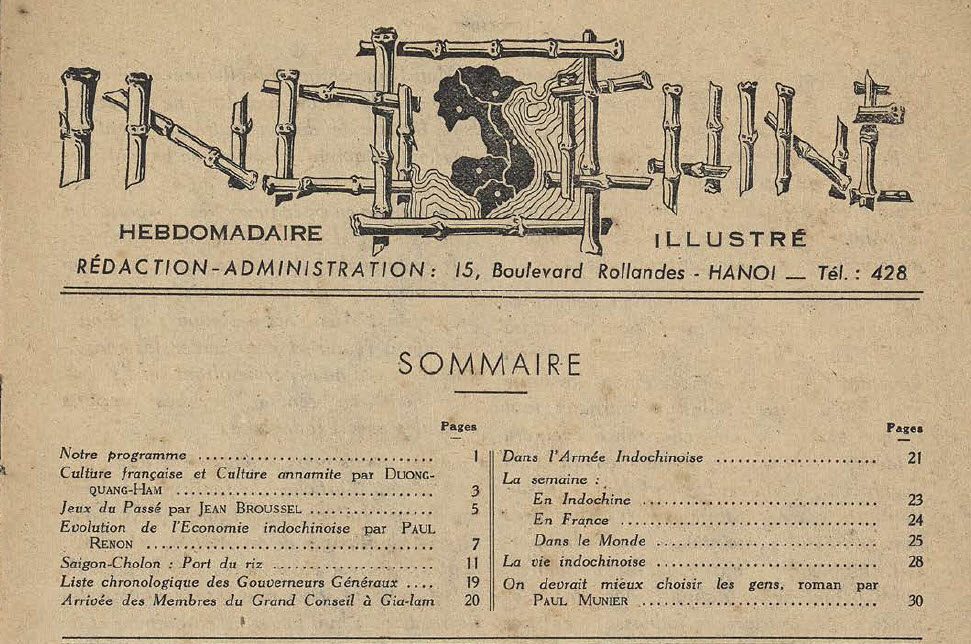 INDOCHINE
HEBDOMADAIRE
ILLUSTRÉ
RÉDACTION-ADMINISTRATION : 15, Boulevard Rollandes - HANOI — Tél. : 428
SOMMAIRE
Pages
Notre programme ........................................ 1
Culture française et Culture annamite par DUONG-
QUANG-HAM ........................................ 3
Jeux du Passé par JEAN BROUSSEL .................. 5
Evolution de l'Economie indochinoise par PAUL
RENON ........................................ 7
Saigon-Cholon : Port du riz ........................ 11
Liste chronologique des Gouverneurs Généraux .... 19
Arrivée des Membres du Grand Conseil à Gia-lam 20
Pages
Dans l'Armée Indochinoise ........................ 21
La semaine :
En Indochine ........................................ 23
En France ........................................ 24
Dans le Monde ........................................ 25
La vie indochinoise ........................................ 28
On devrait mieux choisir les gens, roman par
PAUL MUNIER ........................................ 30